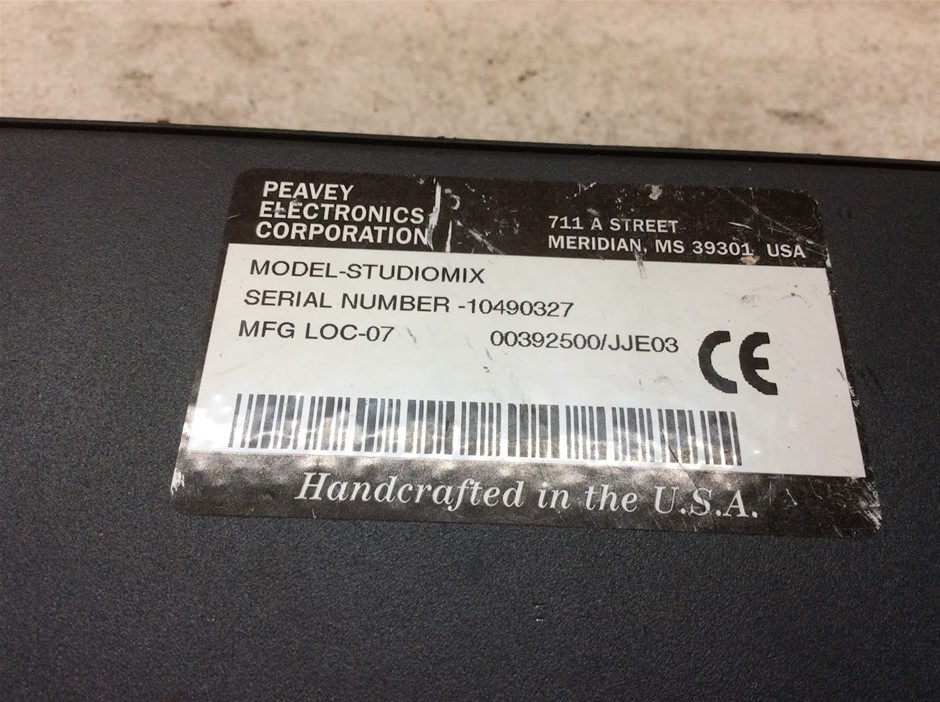 PEAVEY
ELECTRONICS
CORPORATION
711 A STREET
MERIDIAN, MS 39301 USA
MODEL-STUDIOMIX
SERIAL NUMBER -10490327
MFG LOC-07 00392500/JJE03
CE
Handcrafted in the U.S.A.